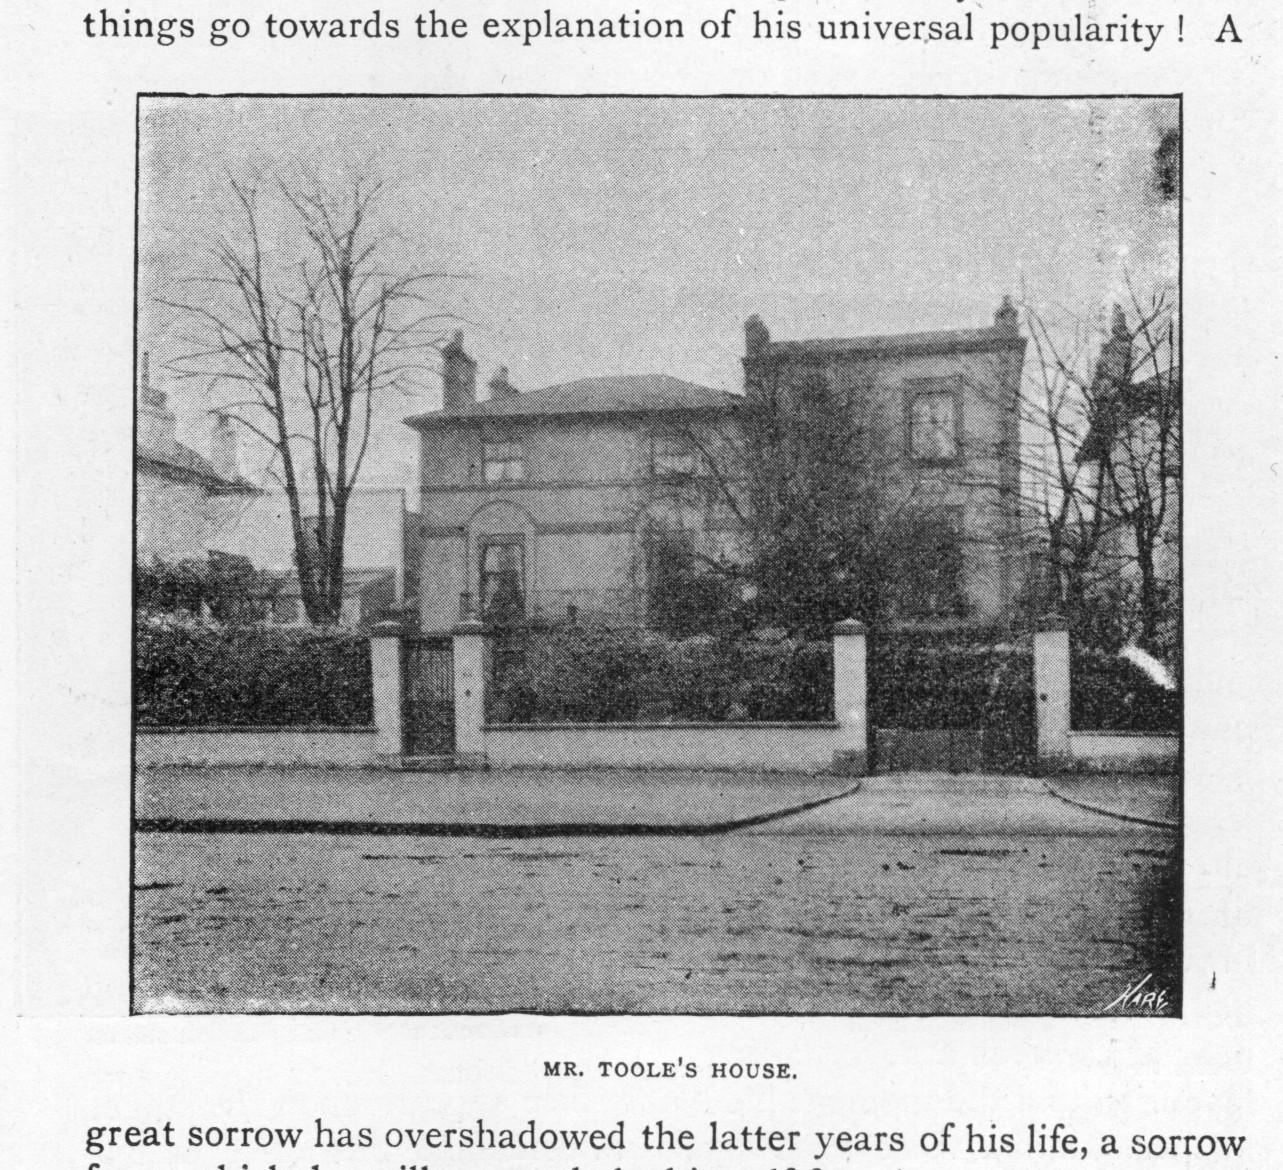 things go towards the explanation of his universal popularity! A
HARE
MR. TOOLE'S HOUSE.
great sorrow has overshadowed the latter years of his life, a sorrow